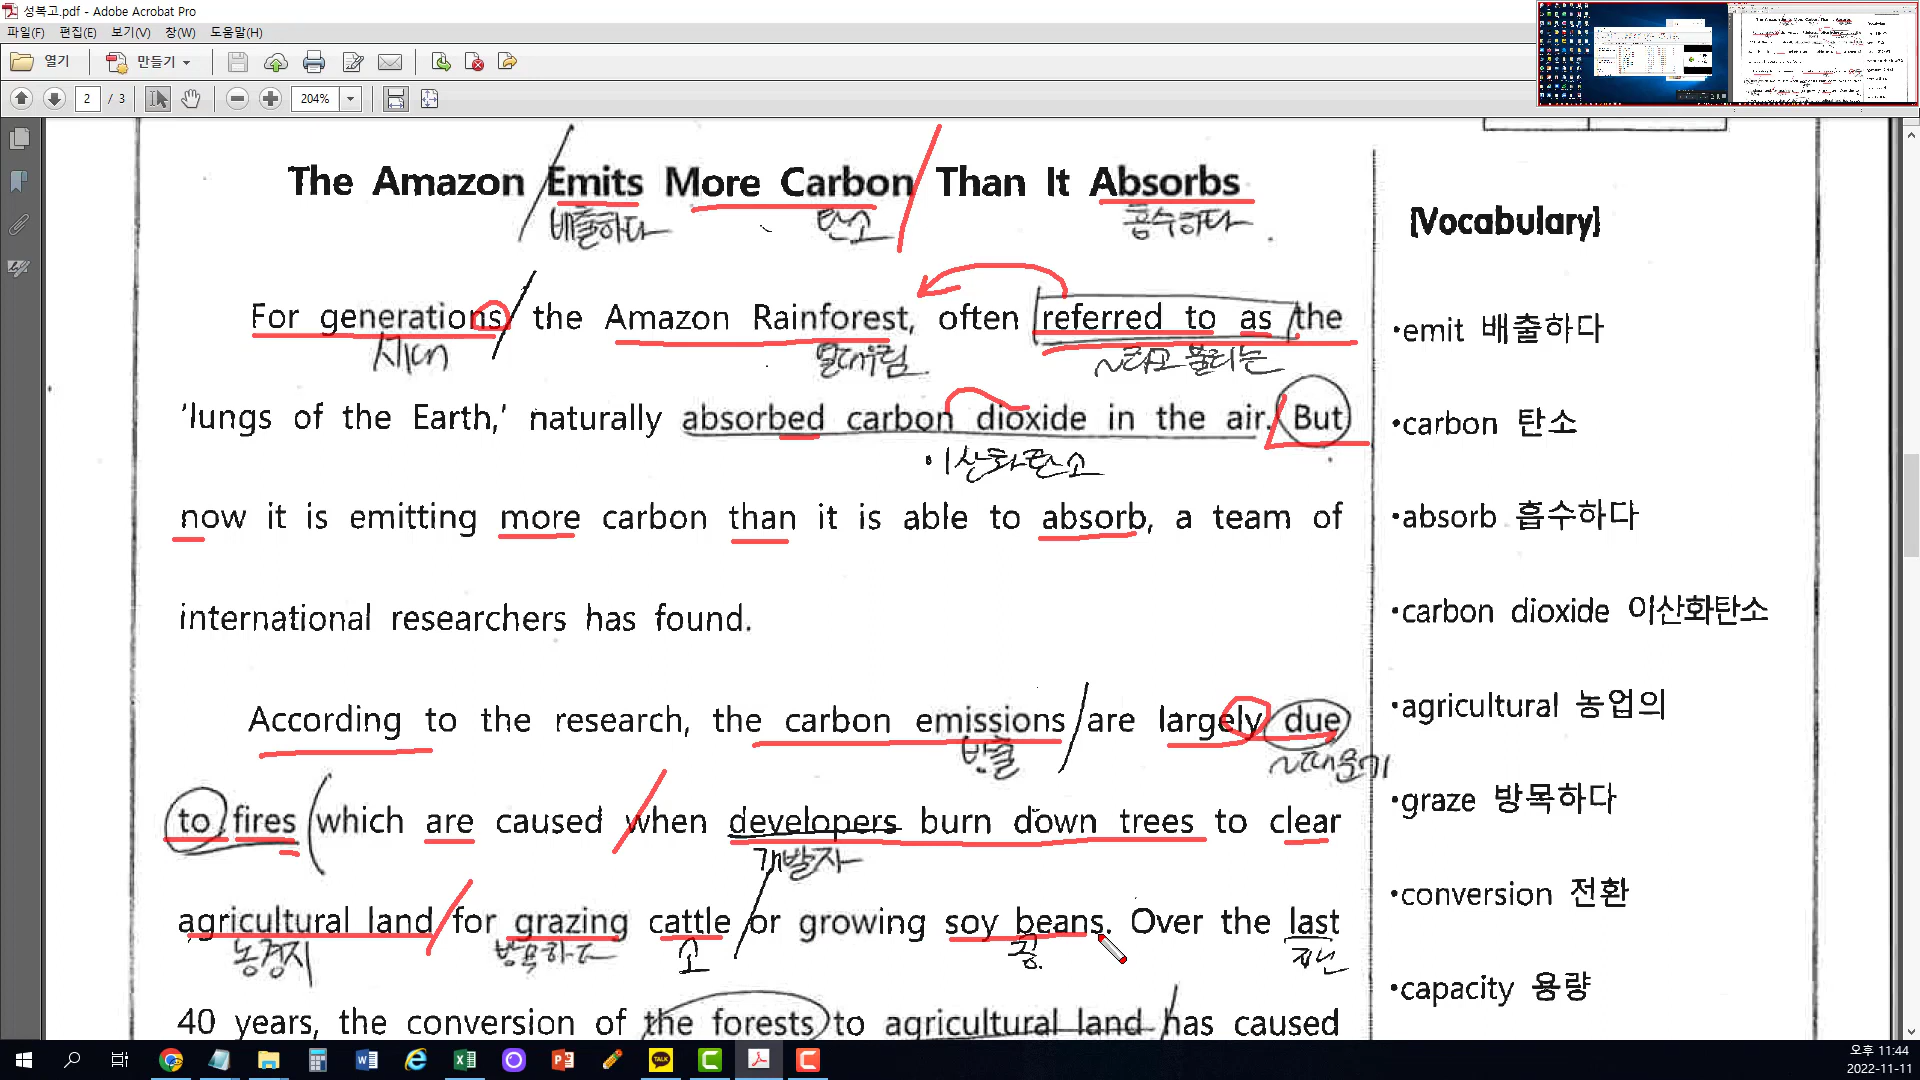 성복고.pdf - Adobe Acrobat Pro
파일(F) 편집(E) 보기(V) 창(W) 도움말(H)
열기 만들기
2 / 3 204%
The Amazon Emits More Carbon Than It Absorbs
배출하다 탄소 흡수하다
For generations the Amazon Rainforest, often referred to as the
세대 열대우림 ~라고 불리는
'lungs of the Earth,' naturally absorbed carbon dioxide in the air. But
이산화탄소
now it is emitting more carbon than it is able to absorb, a team of
international researchers has found.
According to the research, the carbon emissions are largely due
~때문기
to fires which are caused when developers burn down trees to clear
개발자
agricultural land for grazing cattle or growing soy beans. Over the last
농경지 방목하다 소 콩 지난
40 years, the conversion of the forests to agricultural land has caused
[Vocabulary]
•emit 배출하다
•carbon 탄소
•absorb 흡수하다
•carbon dioxide 이산화탄소
•agricultural 농업의
•graze 방목하다
•conversion 전환
•capacity 용량
TALK
오후 11:44
2022-11-11